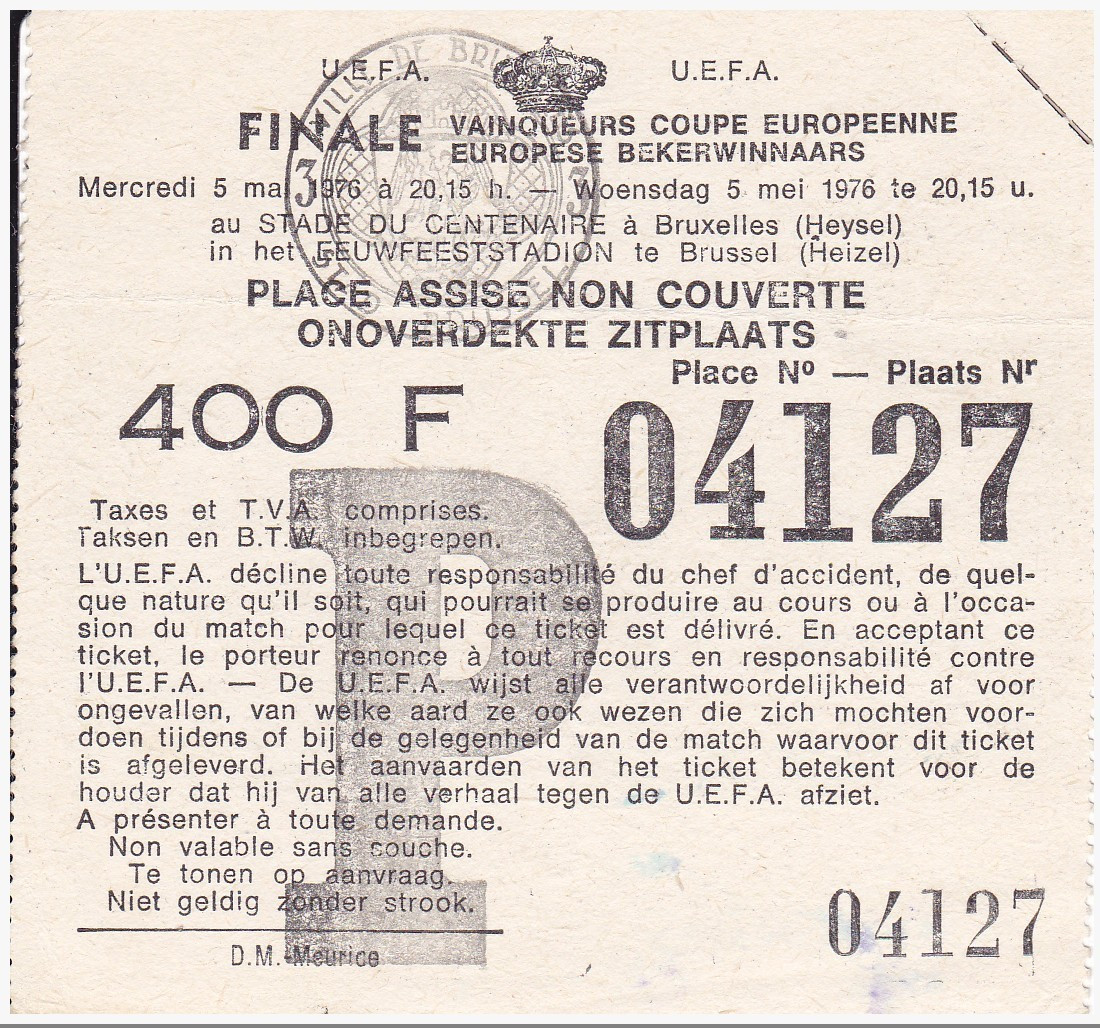 U.E.F.A. U.E.F.A.
FINALE VAINQUEURS COUPE EUROPEENNE
EUROPESE BEKERWINNAARS
Mercredi 5 mai 1976 à 20,15 h. — Woensdag 5 mei 1976 te 20,15 u.
au STADE DU CENTENAIRE à Bruxelles (Heysel)
in het EEUWFEESTSTADION te Brussel (Heizel)
VILLE DE BRU
3 3
STAD BRUSSEL
PLACE ASSISE NON COUVERTE
ONOVERDEKTE ZITPLAATS
Place Nº — Plaats Nr
400 F 04127
Taxes et T.V.A. comprises.
Taksen en B.T.W. inbegrepen.
P
L'U.E.F.A. décline toute responsabilité du chef d'accident, de quel-
que nature qu'il soit, qui pourrait se produire au cours ou à l'occa-
sion du match pour lequel ce ticket est délivré. En acceptant ce
ticket, le porteur renonce à tout recours en responsabilité contre
l'U.E.F.A. — De U.E.F.A. wijst alle verantwoordelijkheid af voor
ongevallen, van welke aard ze ook wezen die zich mochten voor-
doen tijdens of bij de gelegenheid van de match waarvoor dit ticket
is afgeleverd. Het aanvaarden van het ticket betekent voor de
houder dat hij van alle verhaal tegen de U.E.F.A. afziet.
A présenter à toute demande.
Non valable sans souche.
Te tonen op aanvraag.
Niet geldig zonder strook.
04127
D.M.-Meurice